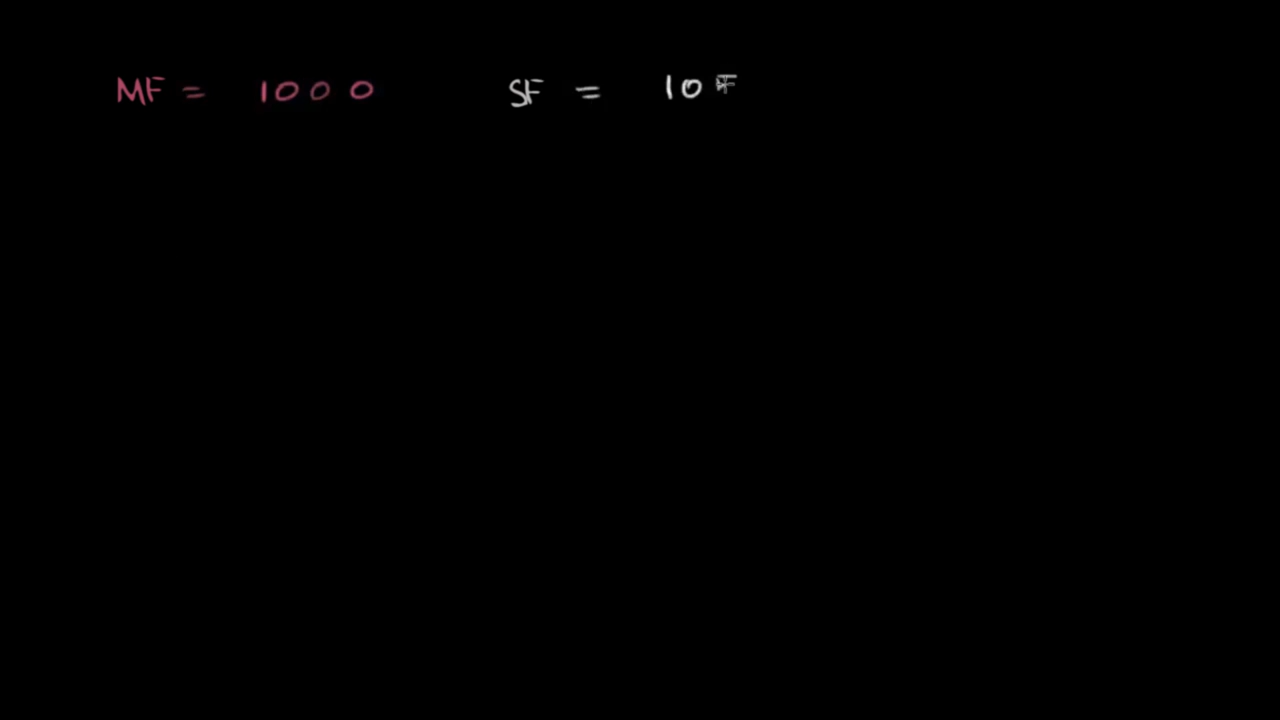 MF = 1000 SF = 10 F